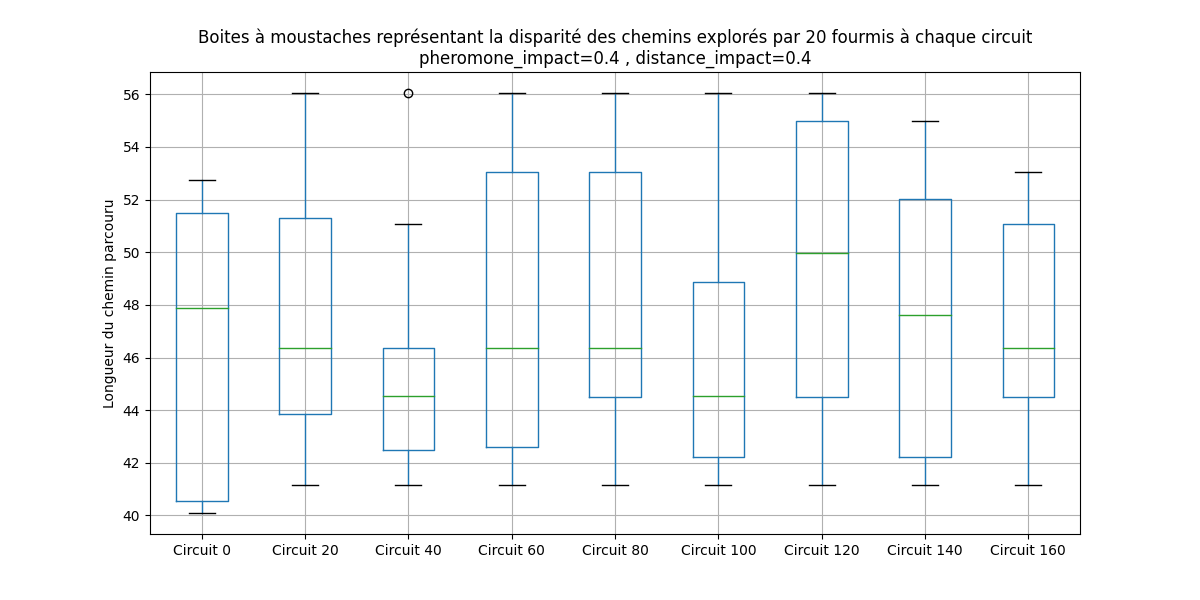 Boites à moustaches représentant la disparité des chemins explorés par 20 fourmis à chaque circuit
pheromone_impact=0.4 , distance_impact=0.4
Longueur du chemin parcouru
56
54
52
50
48
46
44
42
40
Circuit 0
Circuit 20
Circuit 40
Circuit 60
Circuit 80
Circuit 100
Circuit 120
Circuit 140
Circuit 160